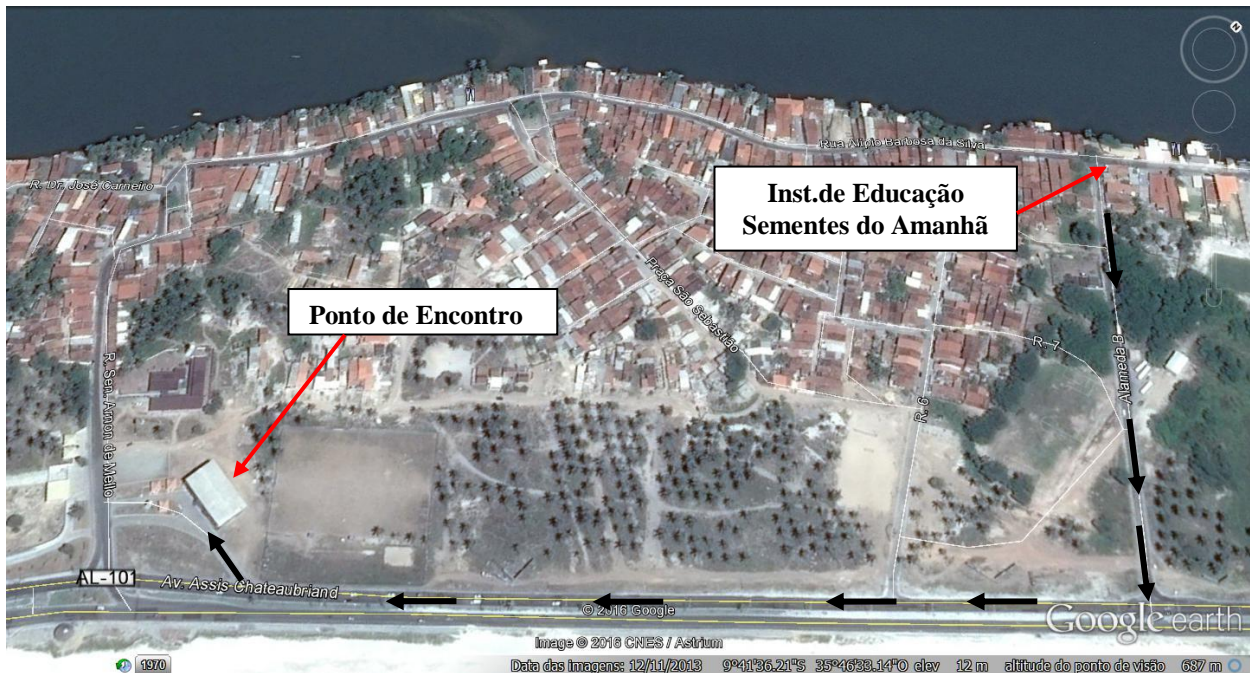 N
Rua Alípio Barbosa da Silva
R. Dr. José Carneiro
Inst.de Educação
Sementes do Amanhã
Praça São Sebastião
Ponto de Encontro
R. 7
Alameda B
R. Sen. Arnon de Mello
R. 6
AL-101
Av. Assis Chateaubriand
© 2016 Google
Google earth
Image © 2016 CNES / Astrium
1970
Data das imagens: 12/11/2013 9°41'36.21"S 35°46'33.14"O elev 12 m altitude do ponto de visão 687 m